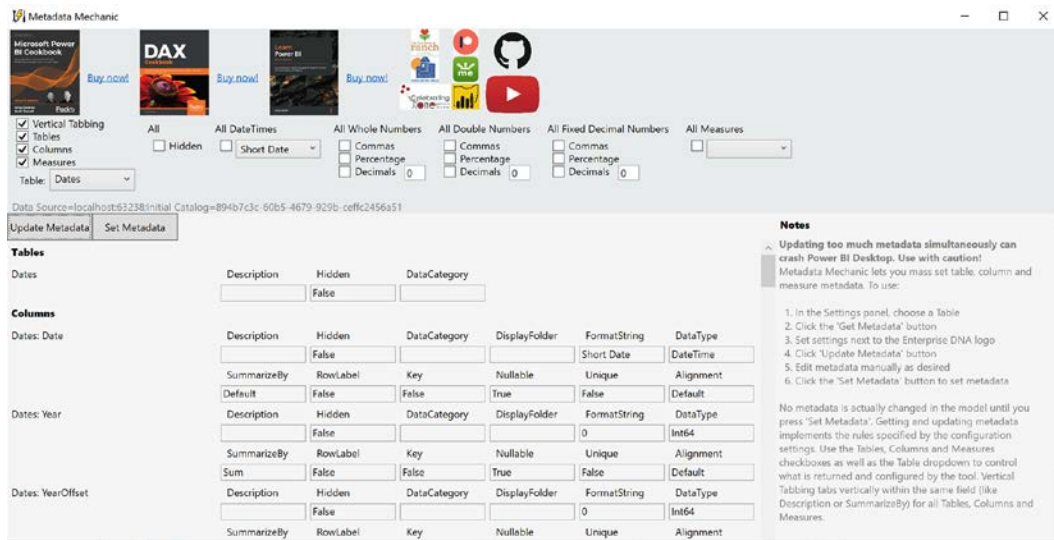 Metadata Mechanic
Microsoft Power
BI Cookbook
Packt
Buy now!
DAX
Cookbook
Buy now!
Learn
Power BI
Buy now!
ranch
me
Vertical Tabbing
Tables
Columns
Measures
Table: Dates
All
Hidden
All DateTimes
Short Date
All Whole Numbers
Commas
Percentage
Decimals 0
All Double Numbers
Commas
Percentage
Decimals 0
All Fixed Decimal Numbers
Commas
Percentage
Decimals 0
All Measures
Data Source=localhost:63238;Initial Catalog=894b7c3c-60b5-4679-929b-ceffc2456a51
Update Metadata Set Metadata
Tables
Dates Description Hidden DataCategory
False
Columns
Dates: Date Description Hidden DataCategory DisplayFolder FormatString DataType
False Short Date DateTime
SummarizeBy RowLabel Key Nullable Unique Alignment
Default False False True False Default
Dates: Year Description Hidden DataCategory DisplayFolder FormatString DataType
False 0 Int64
SummarizeBy RowLabel Key Nullable Unique Alignment
Sum False False True False Default
Dates: YearOffset Description Hidden DataCategory DisplayFolder FormatString DataType
False 0 Int64
SummarizeBy RowLabel Key Nullable Unique Alignment
Notes
Updating too much metadata simultaneously can
crash Power BI Desktop. Use with caution!
Metadata Mechanic lets you mass set table, column and
measure metadata. To use:
1. In the Settings panel, choose a Table
2. Click the 'Get Metadata' button
3. Set settings next to the Enterprise DNA logo
4. Click 'Update Metadata' button
5. Edit metadata manually as desired
6. Click the 'Set Metadata' button to set metadata
No metadata is actually changed in the model until you
press 'Set Metadata'. Getting and updating metadata
implements the rules specified by the configuration
settings. Use the Tables, Columns and Measures
checkboxes as well as the Table dropdown to control
what is returned and configured by the tool. Vertical
Tabbing tabs vertically within the same field (like
Description or SummarizeBy) for all Tables, Columns and
Measures.